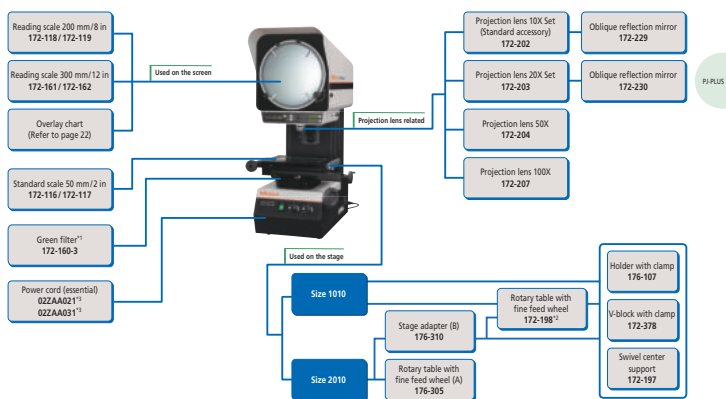 Reading scale 200 mm/8 in
172-118/172-119
Reading scale 300 mm/12 in
172-161/172-162
Overlay chart
(Refer to page 22)
Used on the screen
Standard scale 50 mm/2 in
172-116/172-117
Green filter*1
172-160-3
Power cord (essential)
02ZAA021*3
02ZAA031*3
Projection lens related
Projection lens 10X Set
(Standard accessory)
172-202
Oblique reflection mirror
172-229
Projection lens 20X Set
172-203
Oblique reflection mirror
172-230
Projection lens 50X
172-204
Projection lens 100X
172-207
PJ-PLUS
Used on the stage
Size 1010
Size 2010
Stage adapter (B)
176-310
Rotary table with
fine feed wheel (A)
176-305
Rotary table with
fine feed wheel
172-198*2
Holder with clamp
176-107
V-block with clamp
172-378
Swivel center
support
172-197